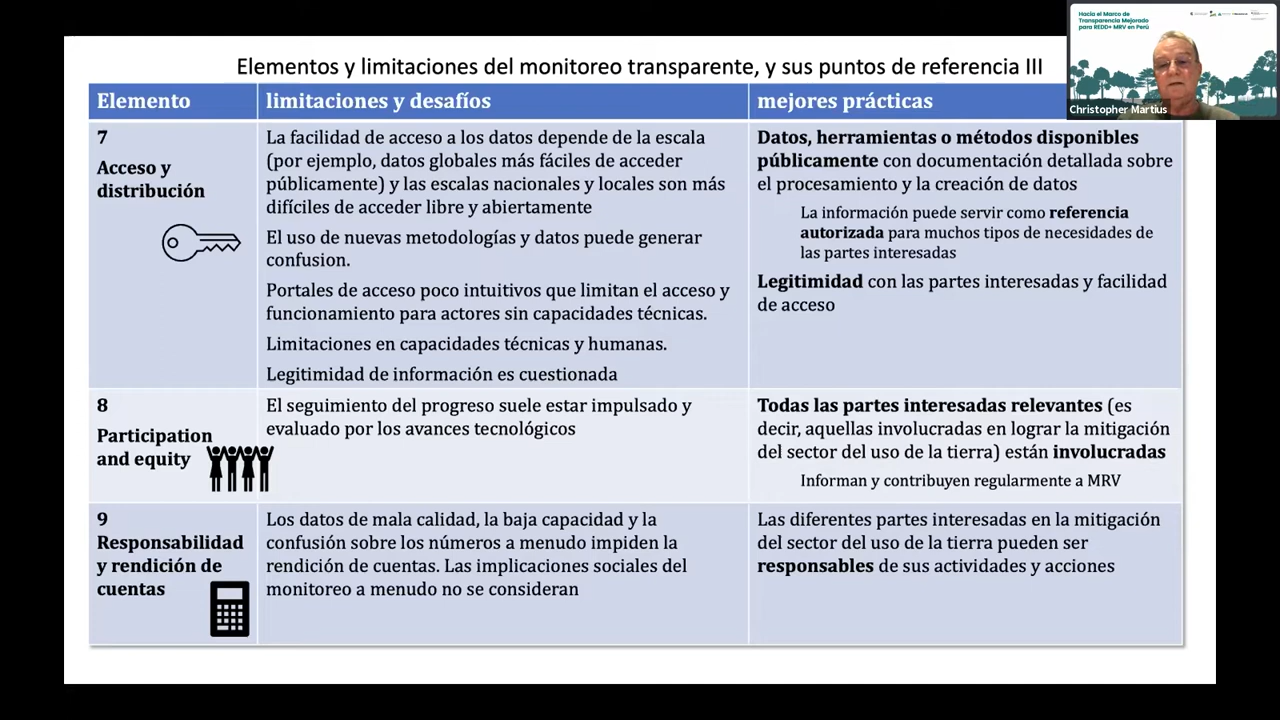 Hacia el Marco de
Transparencia Mejorado
para REDD+ MRV en Perú
Christopher Martius
Elementos y limitaciones del monitoreo transparente, y sus puntos de referencia III
Elemento
limitaciones y desafíos
mejores prácticas
7
Acceso y
distribución
La facilidad de acceso a los datos depende de la escala
(por ejemplo, datos globales más fáciles de acceder
públicamente) y las escalas nacionales y locales son más
difíciles de acceder libre y abiertamente
El uso de nuevas metodologías y datos puede generar
confusion.
Portales de acceso poco intuitivos que limitan el acceso y
funcionamiento para actores sin capacidades técnicas.
Limitaciones en capacidades técnicas y humanas.
Legitimidad de información es cuestionada
Datos, herramientas o métodos disponibles
públicamente con documentación detallada sobre
el procesamiento y la creación de datos
La información puede servir como referencia
autorizada para muchos tipos de necesidades de
las partes interesadas
Legitimidad con las partes interesadas y facilidad
de acceso
8
Participation
and equity
El seguimiento del progreso suele estar impulsado y
evaluado por los avances tecnológicos
Todas las partes interesadas relevantes (es
decir, aquellas involucradas en lograr la mitigación
del sector del uso de la tierra) están involucradas
Informan y contribuyen regularmente a MRV
9
Responsabilidad
y rendición de
cuentas
Los datos de mala calidad, la baja capacidad y la
confusión sobre los números a menudo impiden la
rendición de cuentas. Las implicaciones sociales del
monitoreo a menudo no se consideran
Las diferentes partes interesadas en la mitigación
del sector del uso de la tierra pueden ser
responsables de sus actividades y acciones